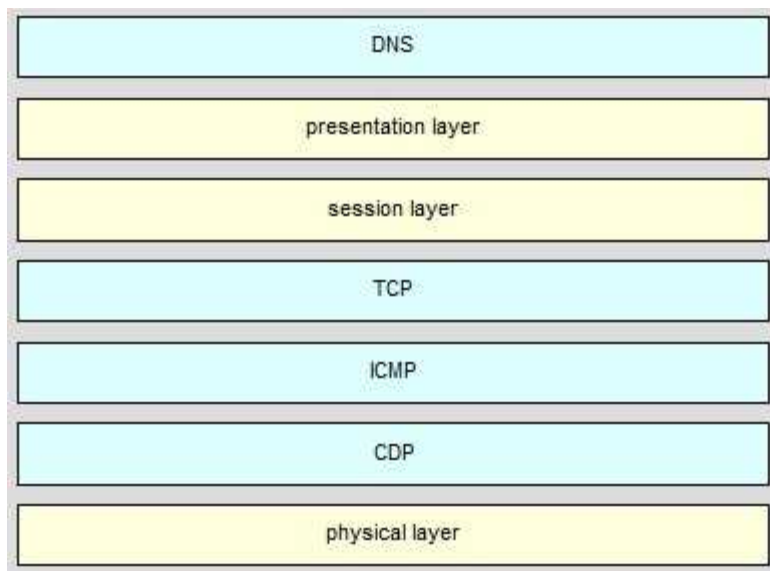 DNS
presentation layer
session layer
TCP
ICMP
CDP
physical layer